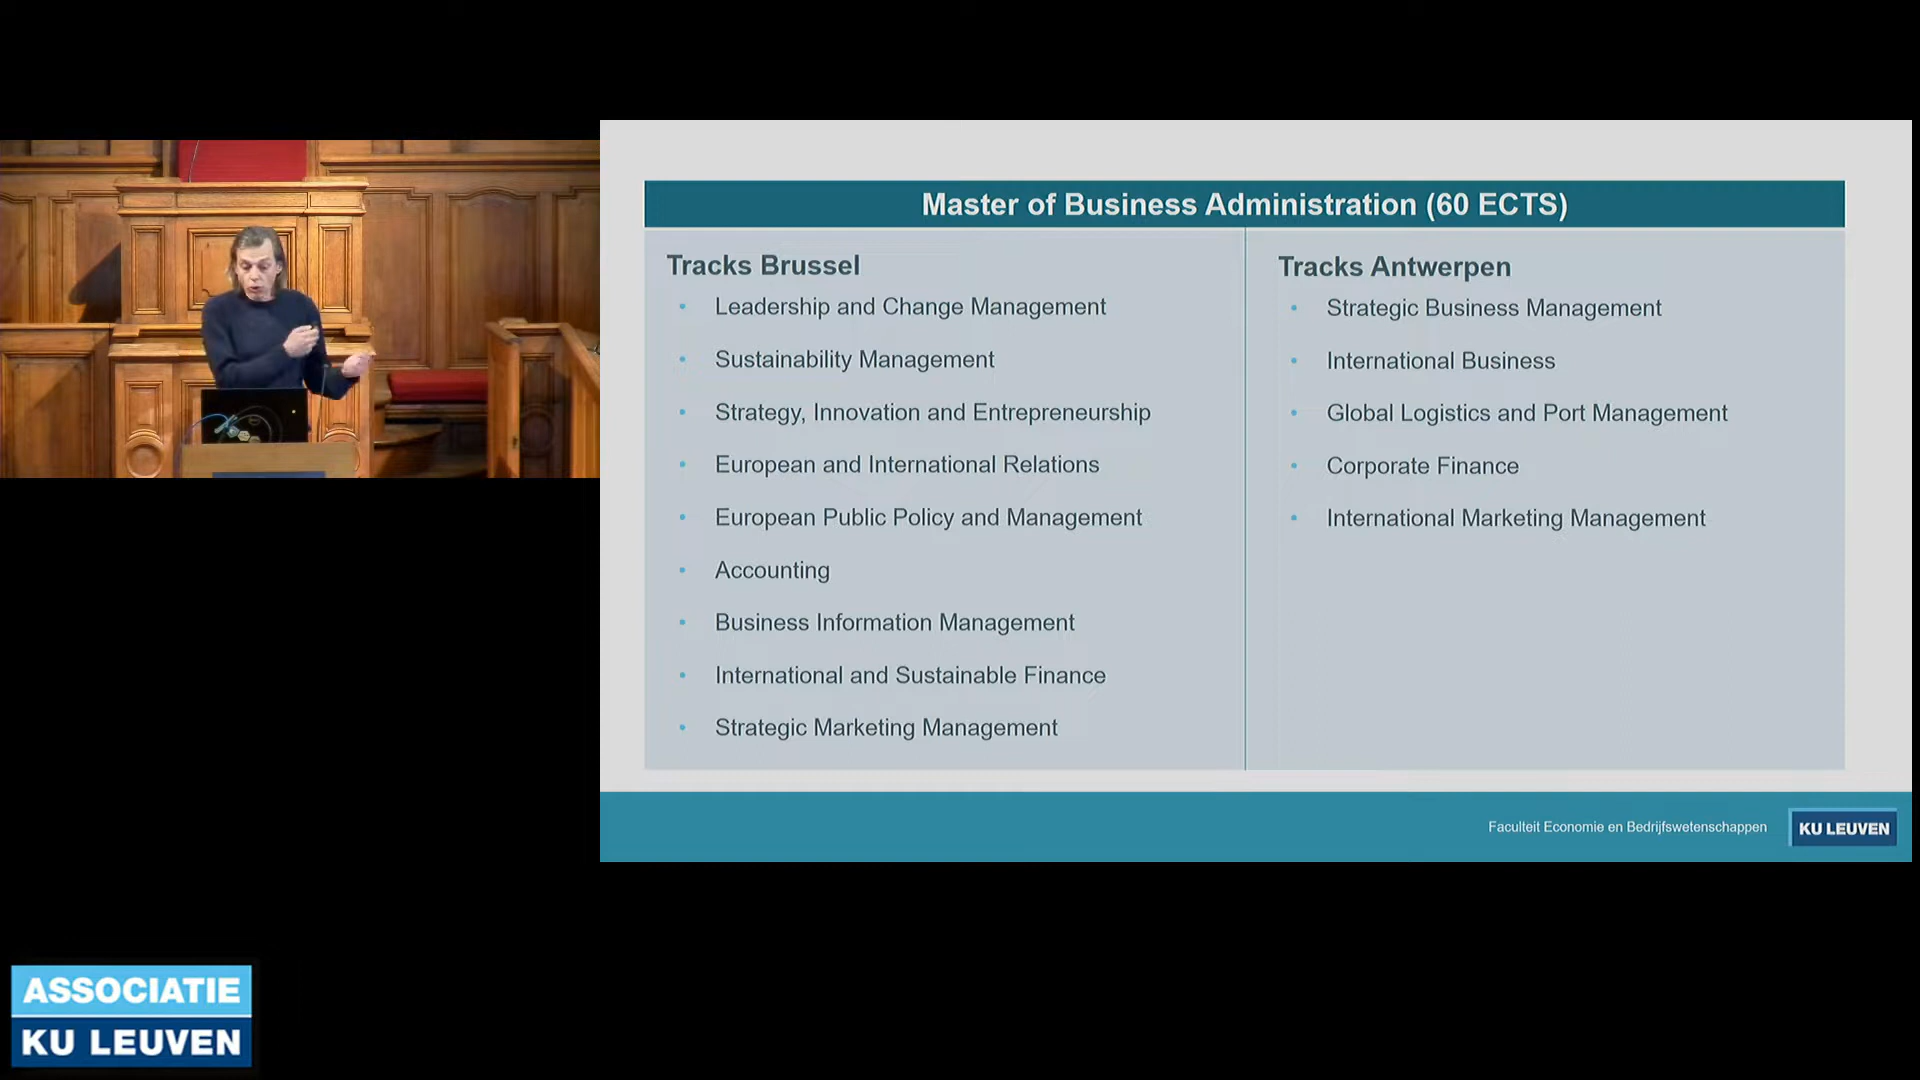 Master of Business Administration (60 ECTS)
Tracks Brussel
• Leadership and Change Management
• Sustainability Management
• Strategy, Innovation and Entrepreneurship
• European and International Relations
• European Public Policy and Management
• Accounting
• Business Information Management
• International and Sustainable Finance
• Strategic Marketing Management
Tracks Antwerpen
• Strategic Business Management
• International Business
• Global Logistics and Port Management
• Corporate Finance
• International Marketing Management
Faculteit Economie en Bedrijfswetenschappen
KU LEUVEN
ASSOCIATIE
KU LEUVEN